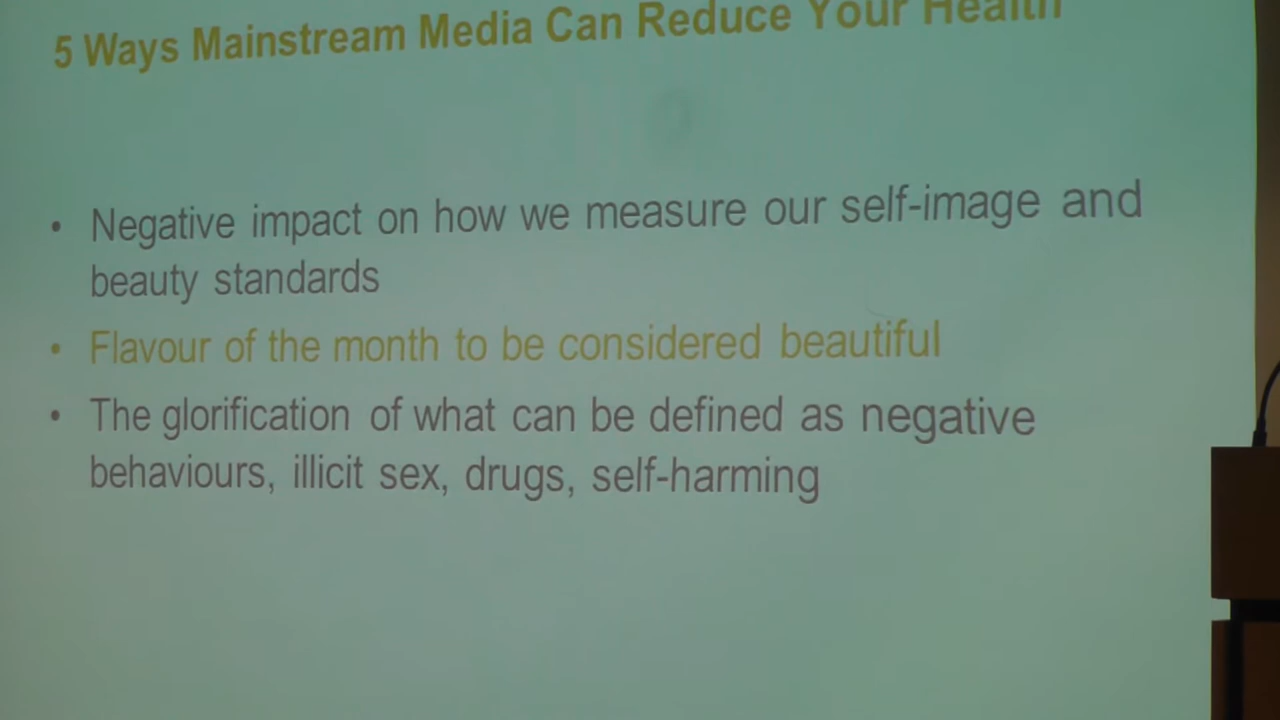 5 Ways Mainstream Media Can Reduce Your Health
• Negative impact on how we measure our self-image and
beauty standards
• Flavour of the month to be considered beautiful
• The glorification of what can be defined as negative
behaviours, illicit sex, drugs, self-harming